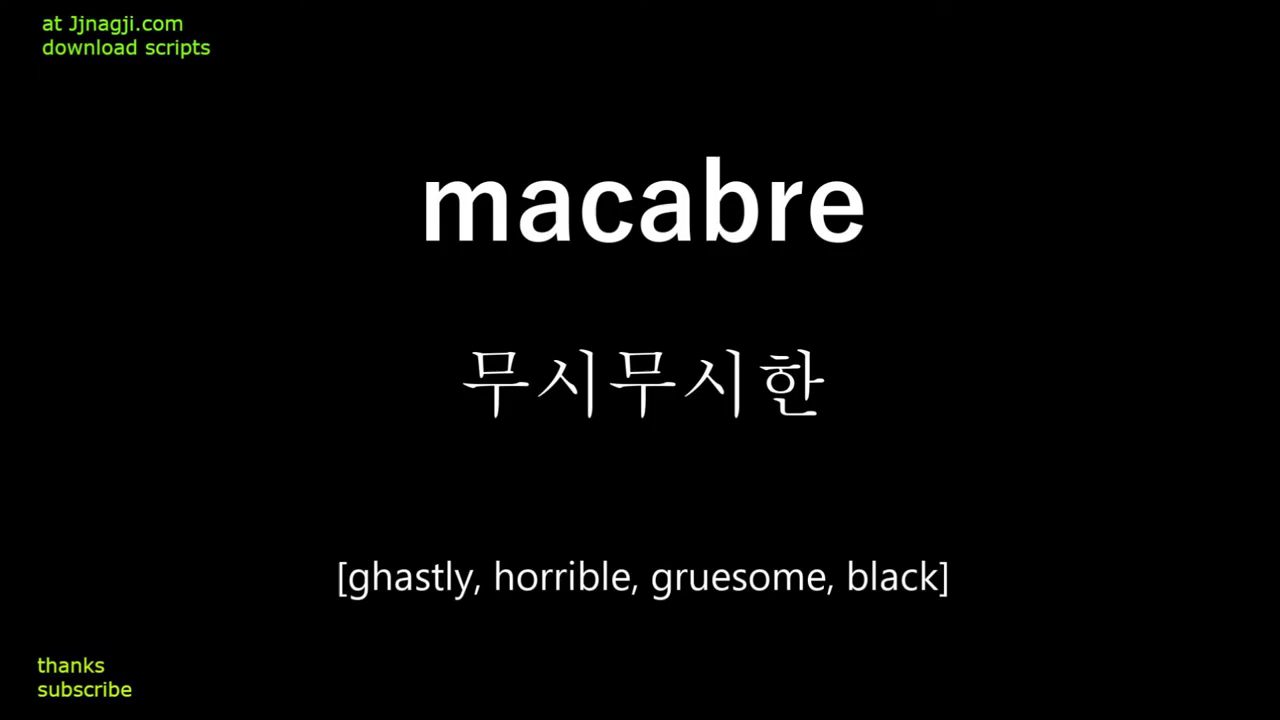 at Jjnagji.com
download scripts
macabre
무시무시한
[ghastly, horrible, gruesome, black]
thanks
subscribe